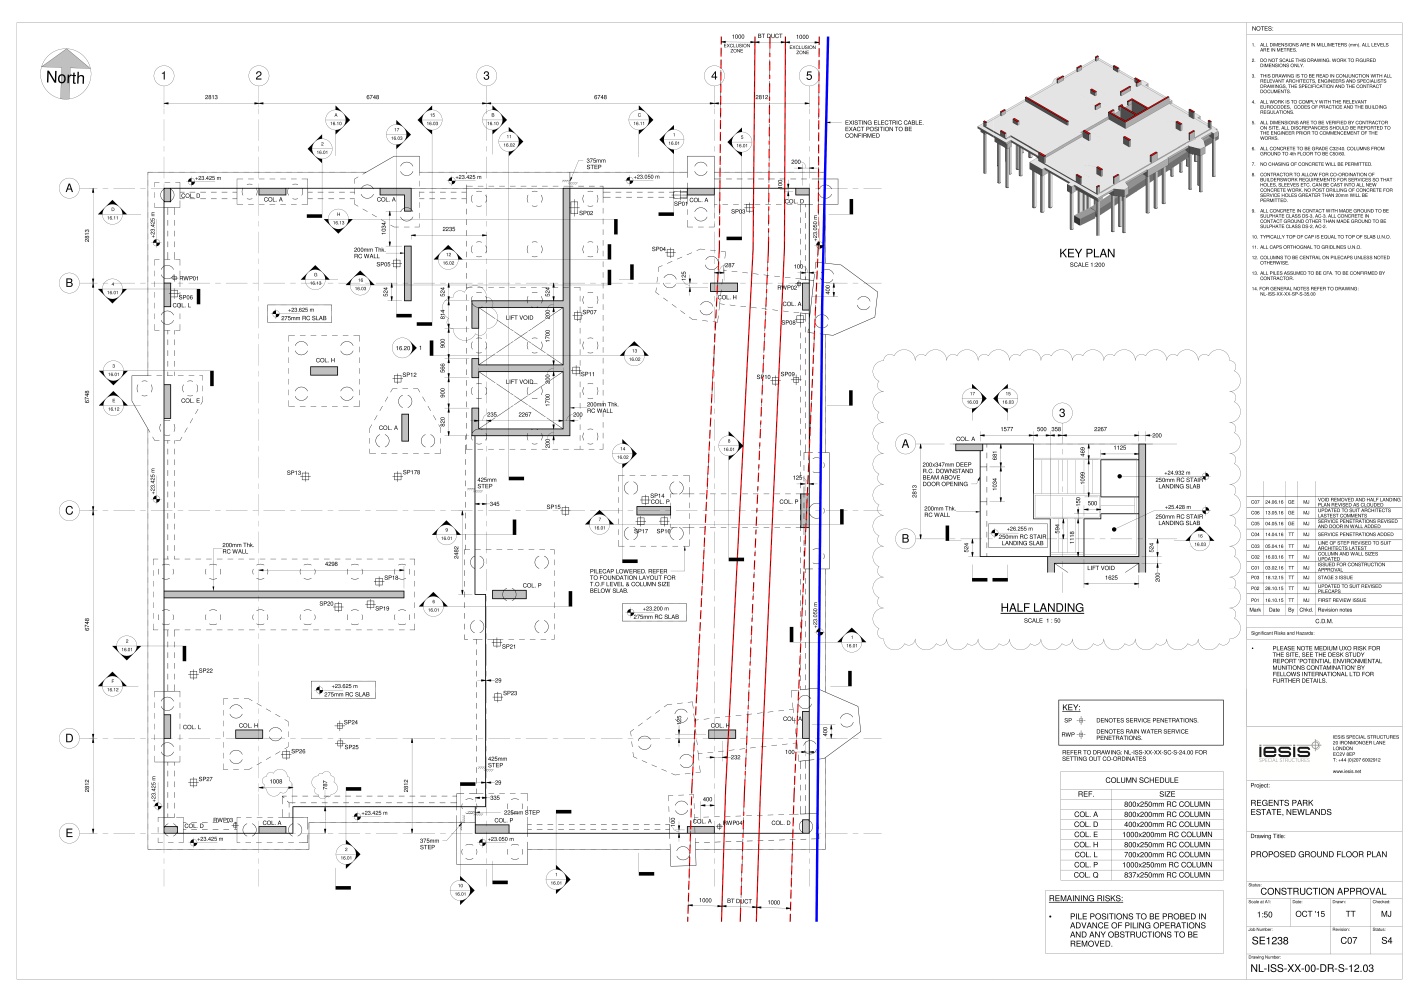 North
1
2
3
4
5
2813
6748
6748
2812
1000
BT DUCT
1000
EXCLUSION
ZONE
EXCLUSION
ZONE
EXISTING ELECTRIC CABLE.
EXACT POSITION TO BE
CONFIRMED
375mm
STEP
A
B
C
D
E
2813
6748
6748
2812
+23.425 m
+23.425 m
+23.050 m
COL. D
COL. A
COL. A
COL. A
COL. D
SP01
SP02
SP03
SP04
2235
1034
200mm Thk.
RC WALL
SP05
RWP01
SP06
COL. L
+23.625 m
275mm RC SLAB
LIFT VOID
SP07
COL. H
RWP02
COL. A
SP08
COL. H
SP12
COL. E
COL. A
LIFT VOID
SP11
SP10
SP09
235
2267
200
200mm Thk.
RC WALL
SP13
SP178
425mm
STEP
345
SP15
SP14
COL. P
SP17
SP16
COL. P
200mm Thk.
RC WALL
4298
2462
PILECAP LOWERED. REFER
TO FOUNDATION LAYOUT FOR
T.O.F LEVEL & COLUMN SIZE
BELOW SLAB.
SP18
SP19
SP20
COL. P
+23.200 m
275mm RC SLAB
SP21
SP22
SP23
29
+23.625 m
275mm RC SLAB
COL. L
COL. H
SP24
SP25
SP26
COL. H
COL. A
232
SP27
1008
787
2812
425mm
STEP
29
335
225mm STEP
400
+23.425 m
RWP03
COL. D
COL. A
COL. P
COL. A
RWP04
COL. D
+23.425 m
375mm
STEP
+23.050 m
1000
BT DUCT
1000
KEY PLAN
SCALE 1:200
17
16.03
15
16.03
3
1577
500
358
2267
200
A
COL. A
1125
200x347mm DEEP
R.C. DOWNSTAND
BEAM ABOVE
DOOR OPENING
681
1034
469
1099
+24.932 m
250mm RC STAIR
LANDING SLAB
2813
150
500
+25.428 m
250mm RC STAIR
LANDING SLAB
200mm Thk.
RC WALL
+26.255 m
250mm RC STAIR
LANDING SLAB
594
1118
B
524
524
LIFT VOID
1625
200
16
16.03
HALF LANDING
SCALE 1 : 50
KEY:
SP
DENOTES SERVICE PENETRATIONS.
RWP
DENOTES RAIN WATER SERVICE
PENETRATIONS.
REFER TO DRAWING: NL-ISS-XX-XX-SC-S-24.00 FOR
SETTING OUT CO-ORDINATES
COLUMN SCHEDULE
REF. SIZE
800x250mm RC COLUMN
COL. A 800x200mm RC COLUMN
COL. D 400x200mm RC COLUMN
COL. E 1000x200mm RC COLUMN
COL. H 800x250mm RC COLUMN
COL. L 700x200mm RC COLUMN
COL. P 1000x250mm RC COLUMN
COL. Q 837x250mm RC COLUMN
REMAINING RISKS:
• PILE POSITIONS TO BE PROBED IN
ADVANCE OF PILING OPERATIONS
AND ANY OBSTRUCTIONS TO BE
REMOVED.
NOTES:
1. ALL DIMENSIONS ARE IN MILLIMETERS (mm). ALL LEVELS
ARE IN METRES.
2. DO NOT SCALE THIS DRAWING. WORK TO FIGURED
DIMENSIONS ONLY.
3. THIS DRAWING IS TO BE READ IN CONJUNCTION WITH ALL
RELEVANT ARCHITECTS, ENGINEERS AND SPECIALISTS
DRAWINGS, THE SPECIFICATION AND THE CONTRACT
DOCUMENTS.
4. ALL WORK IS TO COMPLY WITH THE RELEVANT
EUROCODES, CODES OF PRACTICE AND THE BUILDING
REGULATIONS.
5. ALL DIMENSIONS ARE TO BE VERIFIED BY CONTRACTOR
ON SITE. ALL DISCREPANCIES SHOULD BE REPORTED TO
THE ENGINEER PRIOR TO COMMENCEMENT OF THE
WORKS.
6. ALL CONCRETE TO BE GRADE C32/40. COLUMNS FROM
GROUND TO 4th FLOOR TO BE C50/60.
7. NO CHASING OF CONCRETE WILL BE PERMITTED.
8. CONTRACTOR TO ALLOW FOR CO-ORDINATION OF
BUILDERSWORK REQUIREMENTS FOR SERVICES SO THAT
HOLES, SLEEVES ETC. CAN BE CAST INTO ALL NEW
CONCRETE WORK. NO POST DRILLING OF CONCRETE FOR
SERVICE HOLES GREATER THAN 20mm WILL BE
PERMITTED.
9. ALL CONCRETE IN CONTACT WITH MADE GROUND TO BE
SULPHATE CLASS DS-3, AC-3. ALL CONCRETE IN
CONTACT GROUND OTHER THAN MADE GROUND TO BE
SULPHATE CLASS DS-2, AC-2.
10. TYPICALLY TOP OF CAP IS EQUAL TO TOP OF SLAB U.N.O.
11. ALL CAPS ORTHOGNAL TO GRIDLINES U.N.O.
12. COLUMNS TO BE CENTRAL ON PILECAPS UNLESS NOTED
OTHERWISE.
13. ALL PILES ASSUMED TO BE CFA. TO BE CONFIRMED BY
CONTRACTOR.
14. FOR GENERAL NOTES REFER TO DRAWING:
NL-ISS-XX-XX-SP-S-35.00
C07 24.06.16 GE MJ VOID REMOVED AND HALF LANDING
PLAN REVISED AS CLOUDED
C06 13.05.16 GE MJ UPDATED TO SUIT ARCHITECTS
LASTEST COMMENTS
C05 04.05.16 GE MJ SERVICE PENETRATIONS REVISED
AND DOOR IN WALL ADDED
C04 14.04.16 TT MJ SERVICE PENETRATIONS ADDED
C03 05.04.16 TT MJ LINE OF STEP REVISED TO SUIT
ARCHITECTS LATEST
C02 16.03.16 TT MJ COLUMN AND WALL SIZES
UPDATED
C01 03.02.16 TT MJ ISSUED FOR CONSTRUCTION
APPROVAL
P03 18.12.15 TT MJ STAGE 3 ISSUE
P02 26.10.15 TT MJ UPDATED TO SUIT REVISED
PILECAPS
P01 16.10.15 TT MJ FIRST REVIEW ISSUE
Mark Date By Chkd. Revision notes
C.D.M.
Significant Risks and Hazards:
• PLEASE NOTE MEDIUM UXO RISK FOR
THE SITE, SEE THE DESK STUDY
REPORT 'POTENTIAL ENVIRONMENTAL
MUNITIONS CONTAMINATION' BY
FELLOWS INTERNATIONAL LTD FOR
FURTHER DETAILS.
iesis
SPECIAL STRUCTURES
IESIS SPECIAL STRUCTURES
20 IRONMONGER LANE
LONDON
EC2V 8EP
T: +44 (0)207 6002912
www.iesis.net
Project:
REGENTS PARK
ESTATE, NEWLANDS
Drawing Title:
PROPOSED GROUND FLOOR PLAN
Status:
CONSTRUCTION APPROVAL
Scale at A1: Date: Drawn: Checked:
1:50 OCT '15 TT MJ
Job Number: Revision: Status:
SE1238 C07 S4
Drawing Number:
NL-ISS-XX-00-DR-S-12.03